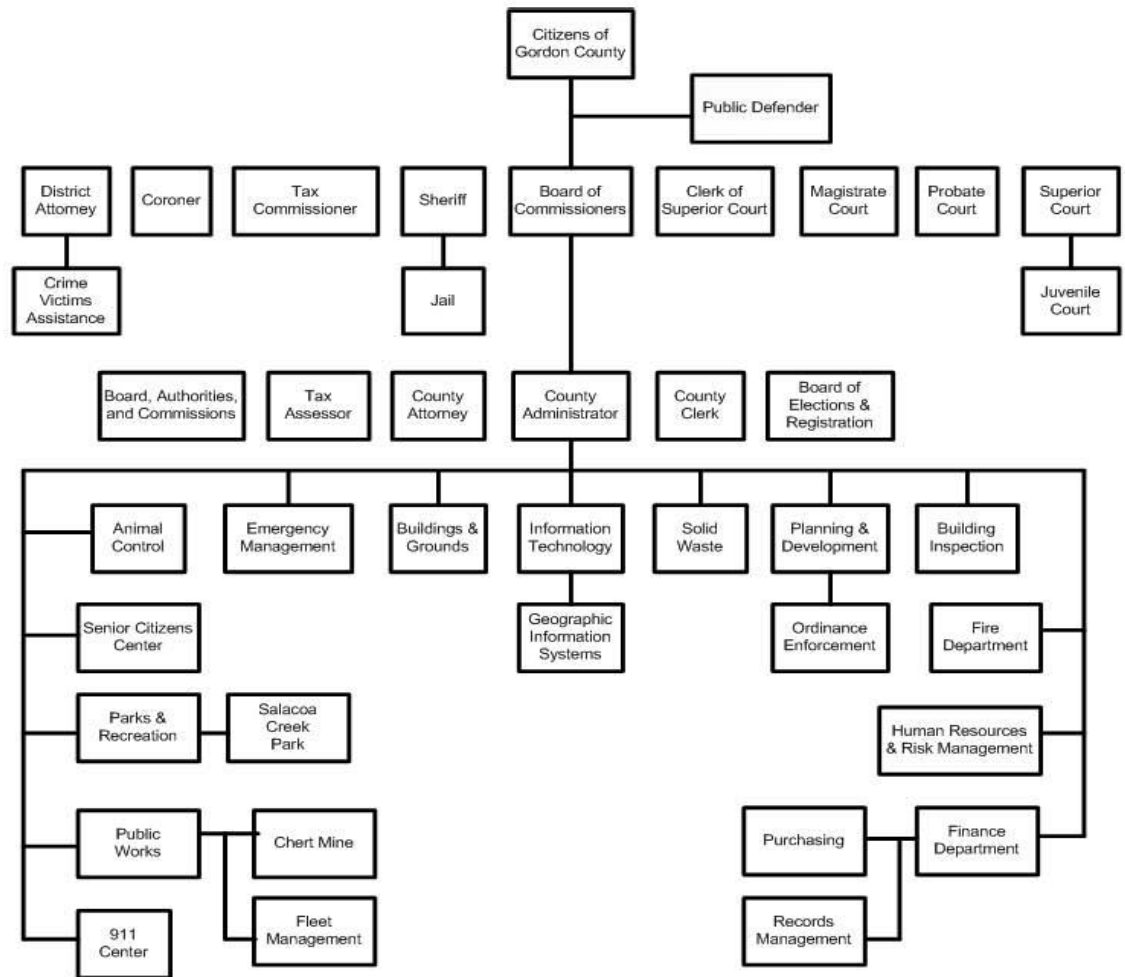 Citizens of
Gordon County
Public Defender
District
Attorney
Coroner
Tax
Commissioner
Sheriff
Board of
Commissioners
Clerk of
Superior Court
Magistrate
Court
Probate
Court
Superior
Court
Crime
Victims
Assistance
Jail
Juvenile
Court
Board, Authorities,
and Commissions
Tax
Assessor
County
Attorney
County
Administrator
County
Clerk
Board of
Elections &
Registration
Animal
Control
Emergency
Management
Buildings &
Grounds
Information
Technology
Solid
Waste
Planning &
Development
Building
Inspection
Senior Citizens
Center
Geographic
Information
Systems
Ordinance
Enforcement
Fire
Department
Parks &
Recreation
Salacoa
Creek
Park
Human Resources
& Risk Management
Public
Works
Chert Mine
Purchasing
Finance
Department
911
Center
Fleet
Management
Records
Management